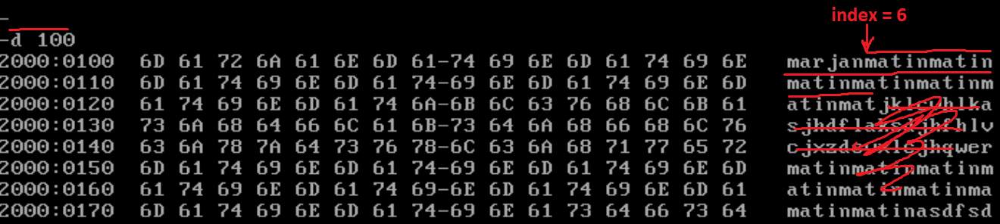 index = 6
-
-d 100
2000:0100 6D 61 72 6A 61 6E 6D 61-74 69 6E 6D 61 74 69 6E marjanmatinmatin
2000:0110 6D 61 74 69 6E 6D 61 74-69 6E 6D 61 74 69 6E 6D matinmatinmatinm
2000:0120 61 74 69 6E 6D 61 74 6A-6B 6C 63 76 68 6C 6B 61 atinmatjklcvhlka
2000:0130 73 6A 68 64 66 6C 61 6B-73 64 6A 68 66 68 6C 76 sjhdflaksdjhfhlv
2000:0140 63 6A 78 7A 64 73 76 78-6C 63 6A 68 71 77 65 72 cjxzdsvxlcjhqwer
2000:0150 6D 61 74 69 6E 6D 61 74-69 6E 6D 61 74 69 6E 6D matinmatinmatinm
2000:0160 61 74 69 6E 6D 61 74 69-6E 6D 61 74 69 6E 6D 61 atinmatinmatinma
2000:0170 6D 61 74 69 6E 6D 61 74-69 6E 61 73 64 66 73 64 matinmatinasdfsd